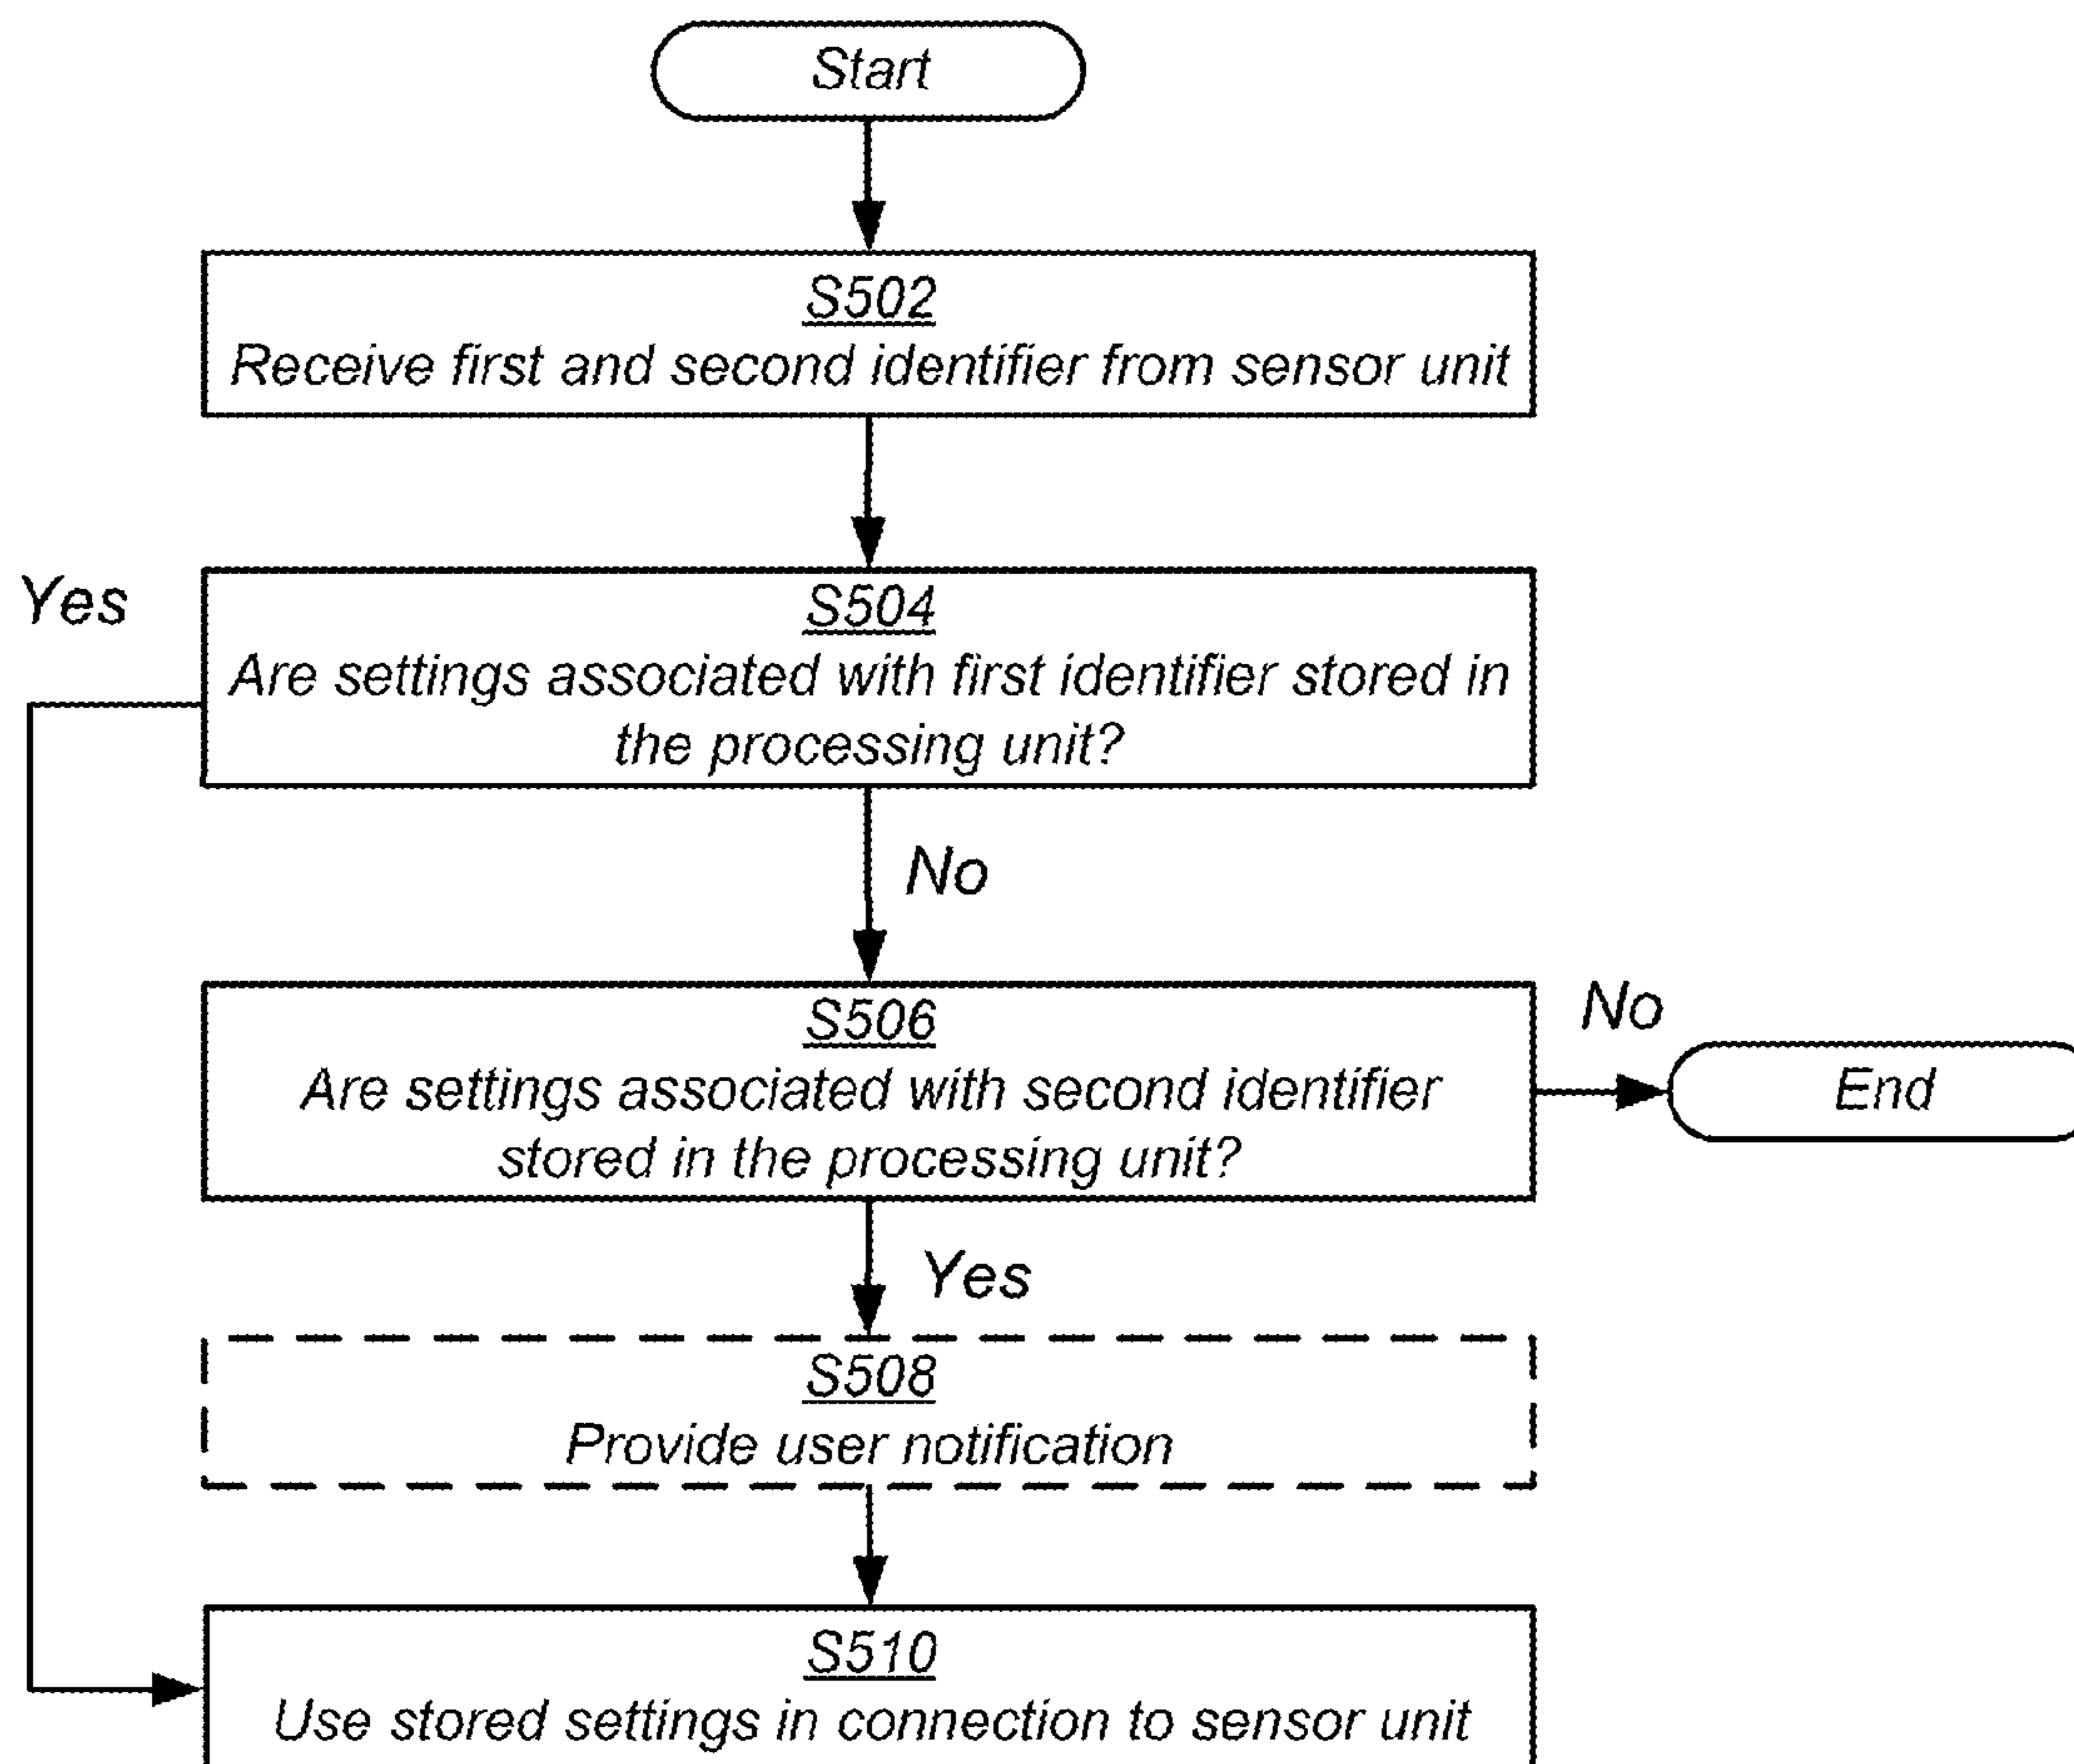 Start
S502
Receive first and second identifier from sensor unit
Yes
S504
Are settings associated with first identifier stored in
the processing unit?
No
S506
Are settings associated with second identifier
stored in the processing unit?
No
End
Yes
S508
Provide user notification
S510
Use stored settings in connection to sensor unit